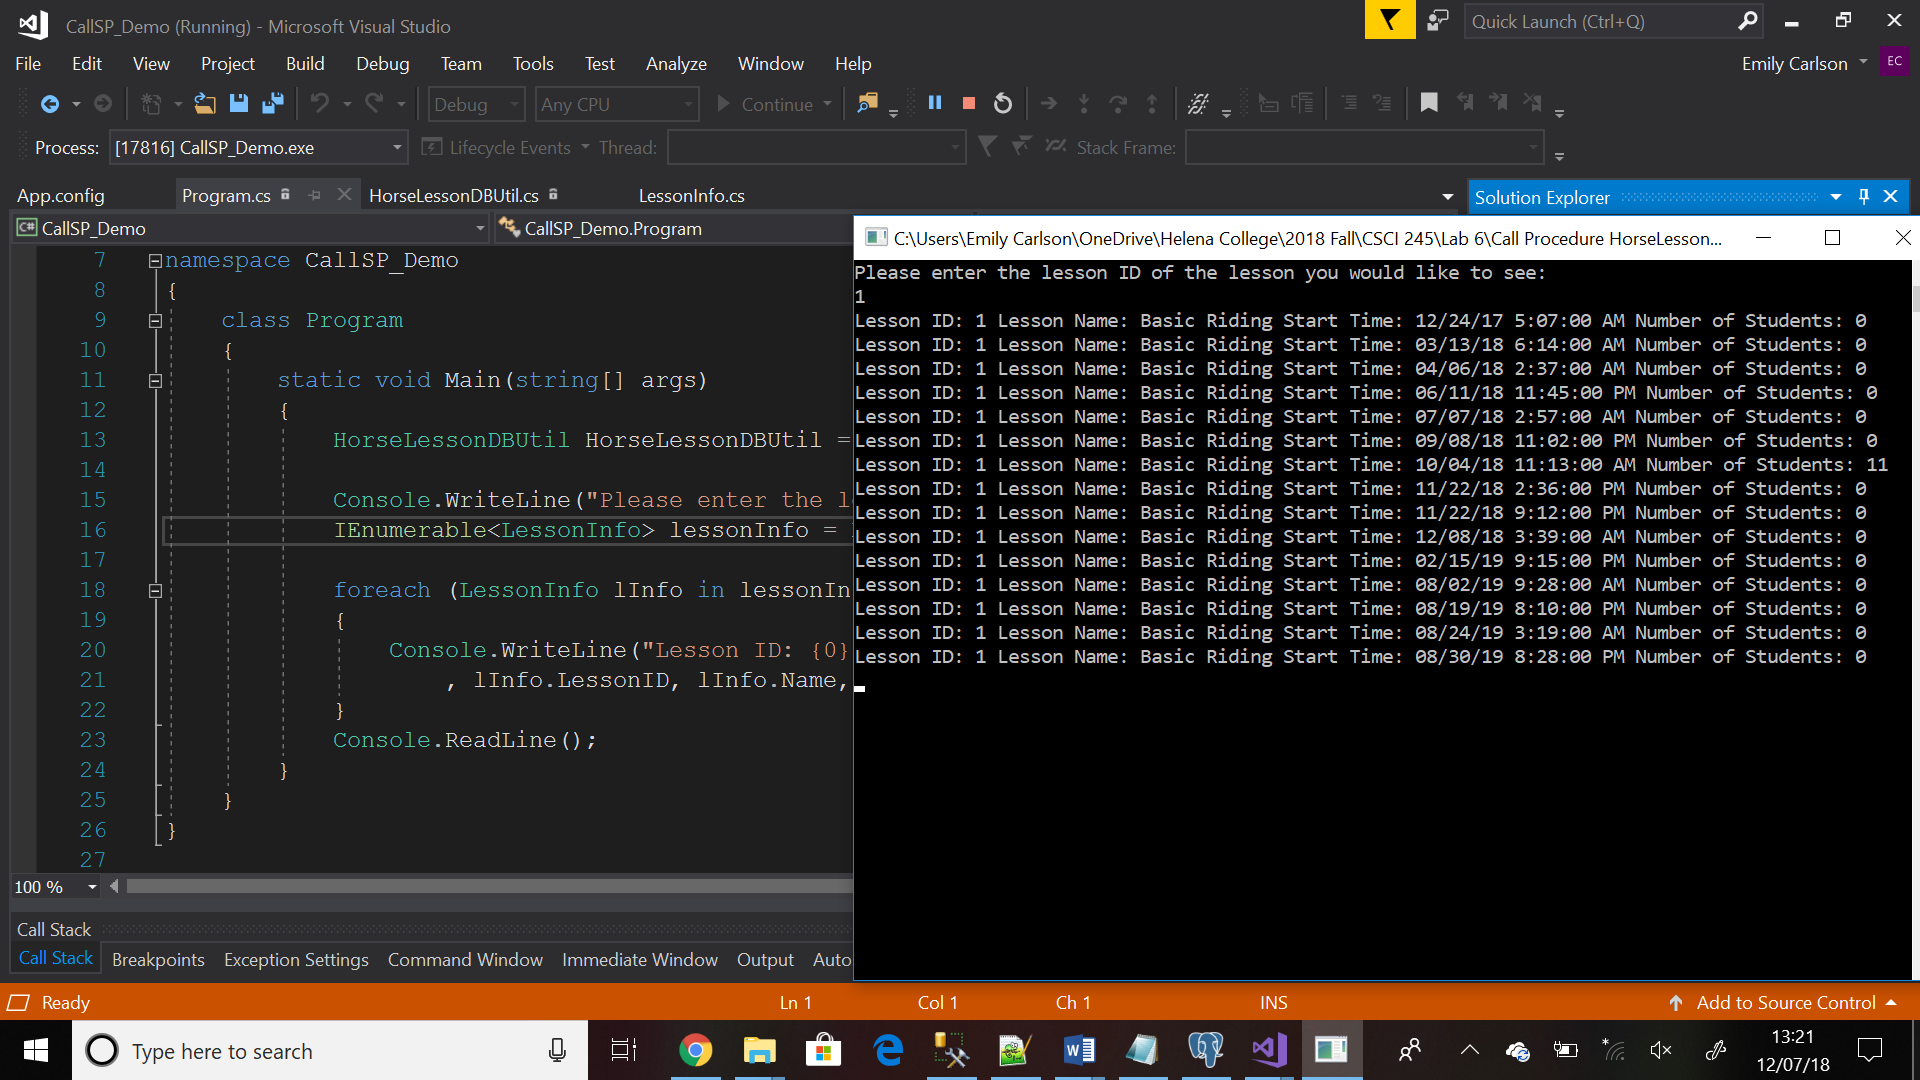 CallSP_Demo (Running) - Microsoft Visual Studio
Quick Launch (Ctrl+Q)
File Edit View Project Build Debug Team Tools Test Analyze Window Help
Emily Carlson EC
Debug Any CPU Continue
Process: [17816] CallSP_Demo.exe Lifecycle Events Thread: Stack Frame:
App.config Program.cs HorseLessonDBUtil.cs LessonInfo.cs
Solution Explorer
C# CallSP_Demo CallSP_Demo.Program
7 namespace CallSP_Demo
8 {
9 class Program
10 {
11 static void Main(string[] args)
12 {
13 HorseLessonDBUtil HorseLessonDBUtil =
14
15 Console.WriteLine("Please enter the l
16 IEnumerable<LessonInfo> lessonInfo =
17
18 foreach (LessonInfo lInfo in lessonIn
19 {
20 Console.WriteLine("Lesson ID: {0}
21 , lInfo.LessonID, lInfo.Name,
22 }
23 Console.ReadLine();
24 }
25 }
26 }
27
100 %
C:\Users\Emily Carlson\OneDrive\Helena College\2018 Fall\CSCI 245\Lab 6\Call Procedure HorseLesson...
Please enter the lesson ID of the lesson you would like to see:
1
Lesson ID: 1 Lesson Name: Basic Riding Start Time: 12/24/17 5:07:00 AM Number of Students: 0
Lesson ID: 1 Lesson Name: Basic Riding Start Time: 03/13/18 6:14:00 AM Number of Students: 0
Lesson ID: 1 Lesson Name: Basic Riding Start Time: 04/06/18 2:37:00 AM Number of Students: 0
Lesson ID: 1 Lesson Name: Basic Riding Start Time: 06/11/18 11:45:00 PM Number of Students: 0
Lesson ID: 1 Lesson Name: Basic Riding Start Time: 07/07/18 2:57:00 AM Number of Students: 0
Lesson ID: 1 Lesson Name: Basic Riding Start Time: 09/08/18 11:02:00 PM Number of Students: 0
Lesson ID: 1 Lesson Name: Basic Riding Start Time: 10/04/18 11:13:00 AM Number of Students: 11
Lesson ID: 1 Lesson Name: Basic Riding Start Time: 11/22/18 2:36:00 PM Number of Students: 0
Lesson ID: 1 Lesson Name: Basic Riding Start Time: 11/22/18 9:12:00 PM Number of Students: 0
Lesson ID: 1 Lesson Name: Basic Riding Start Time: 12/08/18 3:39:00 AM Number of Students: 0
Lesson ID: 1 Lesson Name: Basic Riding Start Time: 02/15/19 9:15:00 PM Number of Students: 0
Lesson ID: 1 Lesson Name: Basic Riding Start Time: 08/02/19 9:28:00 AM Number of Students: 0
Lesson ID: 1 Lesson Name: Basic Riding Start Time: 08/19/19 8:10:00 PM Number of Students: 0
Lesson ID: 1 Lesson Name: Basic Riding Start Time: 08/24/19 3:19:00 AM Number of Students: 0
Lesson ID: 1 Lesson Name: Basic Riding Start Time: 08/30/19 8:28:00 PM Number of Students: 0
Call Stack
Call Stack Breakpoints Exception Settings Command Window Immediate Window Output Auto
Ready Ln 1 Col 1 Ch 1 INS Add to Source Control
Type here to search
13:21
12/07/18